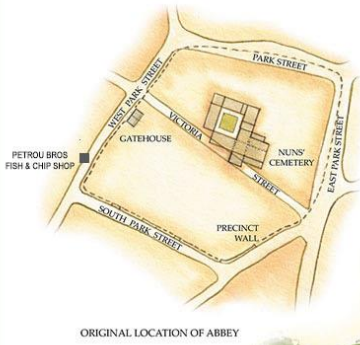 PARK STREET
WEST PARK STREET
VICTORIA
STREET
GATEHOUSE
PETROU BROS
FISH & CHIP SHOP
NUNS'
CEMETERY
EAST PARK STREET
PRECINCT
WALL
SOUTH PARK STREET
ORIGINAL LOCATION OF ABBEY